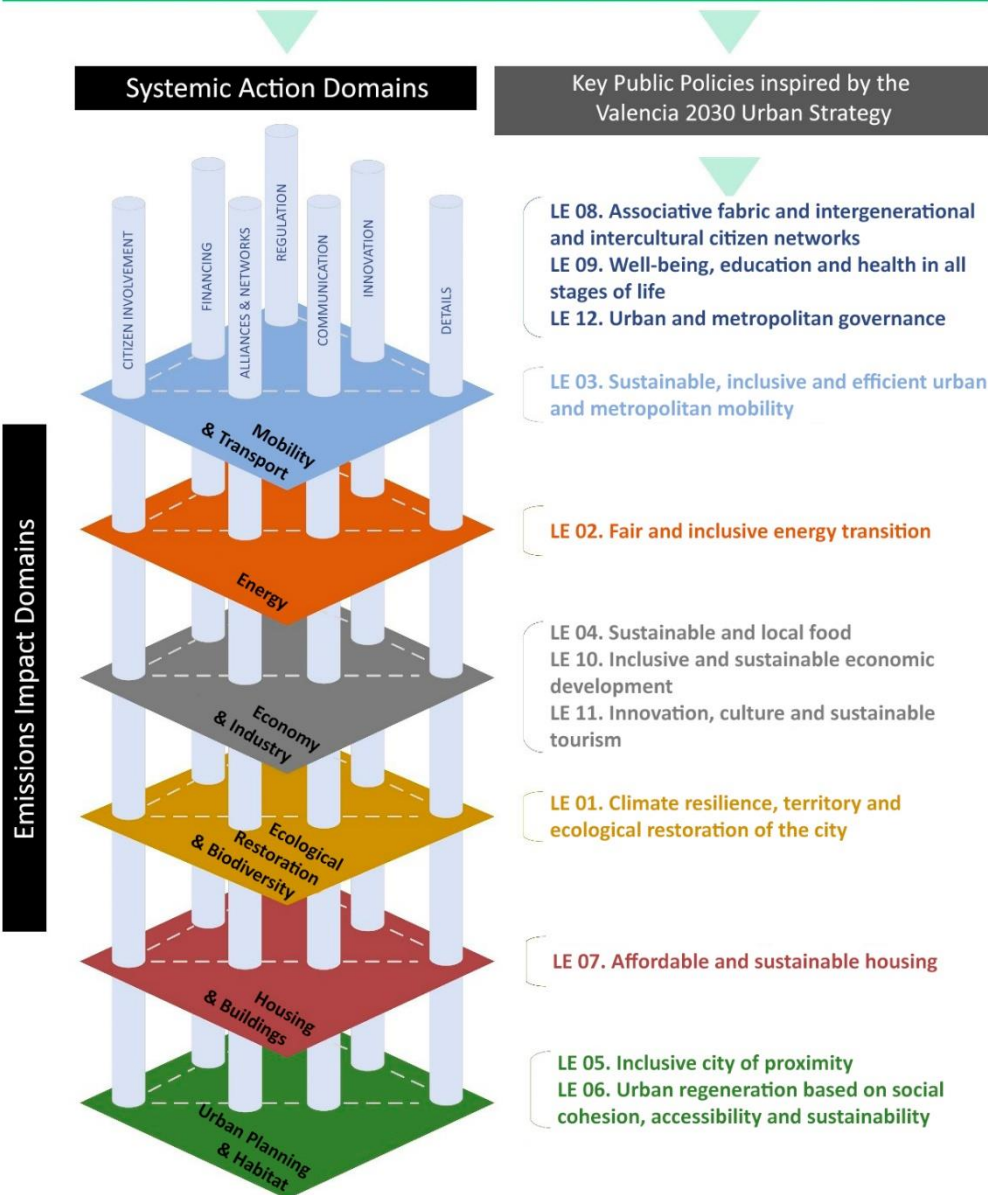 Systemic Action Domains
Key Public Policies inspired by the
Valencia 2030 Urban Strategy
CITIZEN INVOLVEMENT
FINANCING
ALLIANCES & NETWORKS
REGULATION
COMMUNICATION
INNOVATION
DETAILS
LE 08. Associative fabric and intergenerational
and intercultural citizen networks
LE 09. Well-being, education and health in all
stages of life
LE 12. Urban and metropolitan governance
Emissions Impact Domains
Mobility
& Transport
LE 03. Sustainable, inclusive and efficient urban
and metropolitan mobility
Energy
LE 02. Fair and inclusive energy transition
Economy
& Industry
LE 04. Sustainable and local food
LE 10. Inclusive and sustainable economic
development
LE 11. Innovation, culture and sustainable
tourism
Ecological
Restoration
& Biodiversity
LE 01. Climate resilience, territory and
ecological restoration of the city
Housing
& Buildings
LE 07. Affordable and sustainable housing
Urban Planning
& Habitat
LE 05. Inclusive city of proximity
LE 06. Urban regeneration based on social
cohesion, accessibility and sustainability